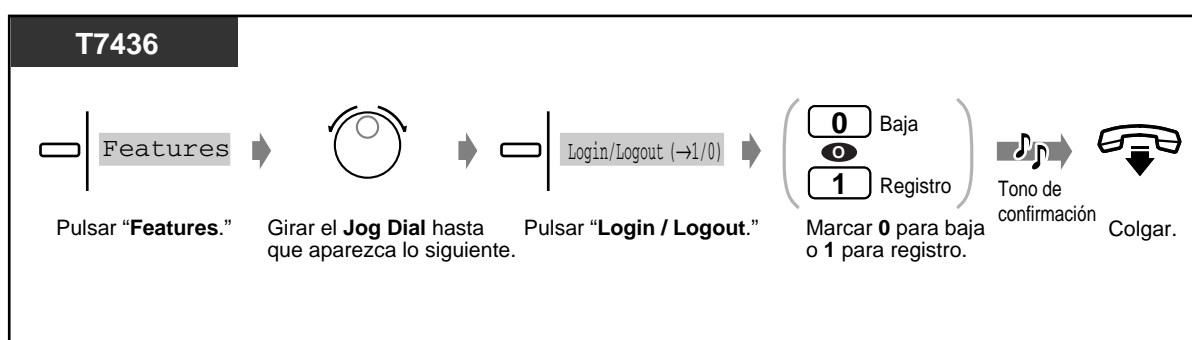 T7436
Features
Pulsar “Features.”
Girar el Jog Dial hasta
que aparezca lo siguiente.
Login/Logout (→1/0)
Pulsar “Login / Logout.”
0 Baja
O
1 Registro
Marcar 0 para baja
o 1 para registro.
Tono de
confirmación
Colgar.